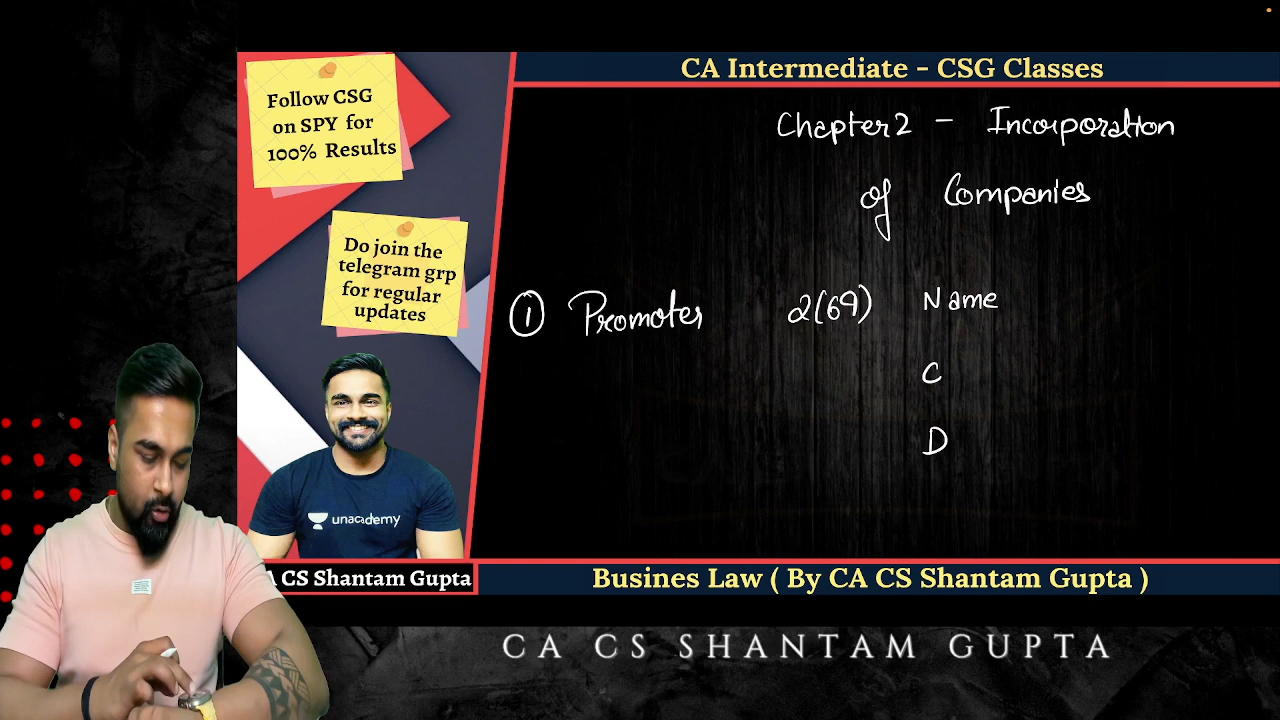 Follow CSG
on SPY for
100% Results
Do join the
telegram grp
for regular
updates
unacademy
CA Intermediate - CSG Classes
Chapter 2 - Incorporation
of Companies
① Promoter 2(69) Name
C
D
CS Shantam Gupta
Busines Law ( By CA CS Shantam Gupta )
CA CS SHANTAM GUPTA